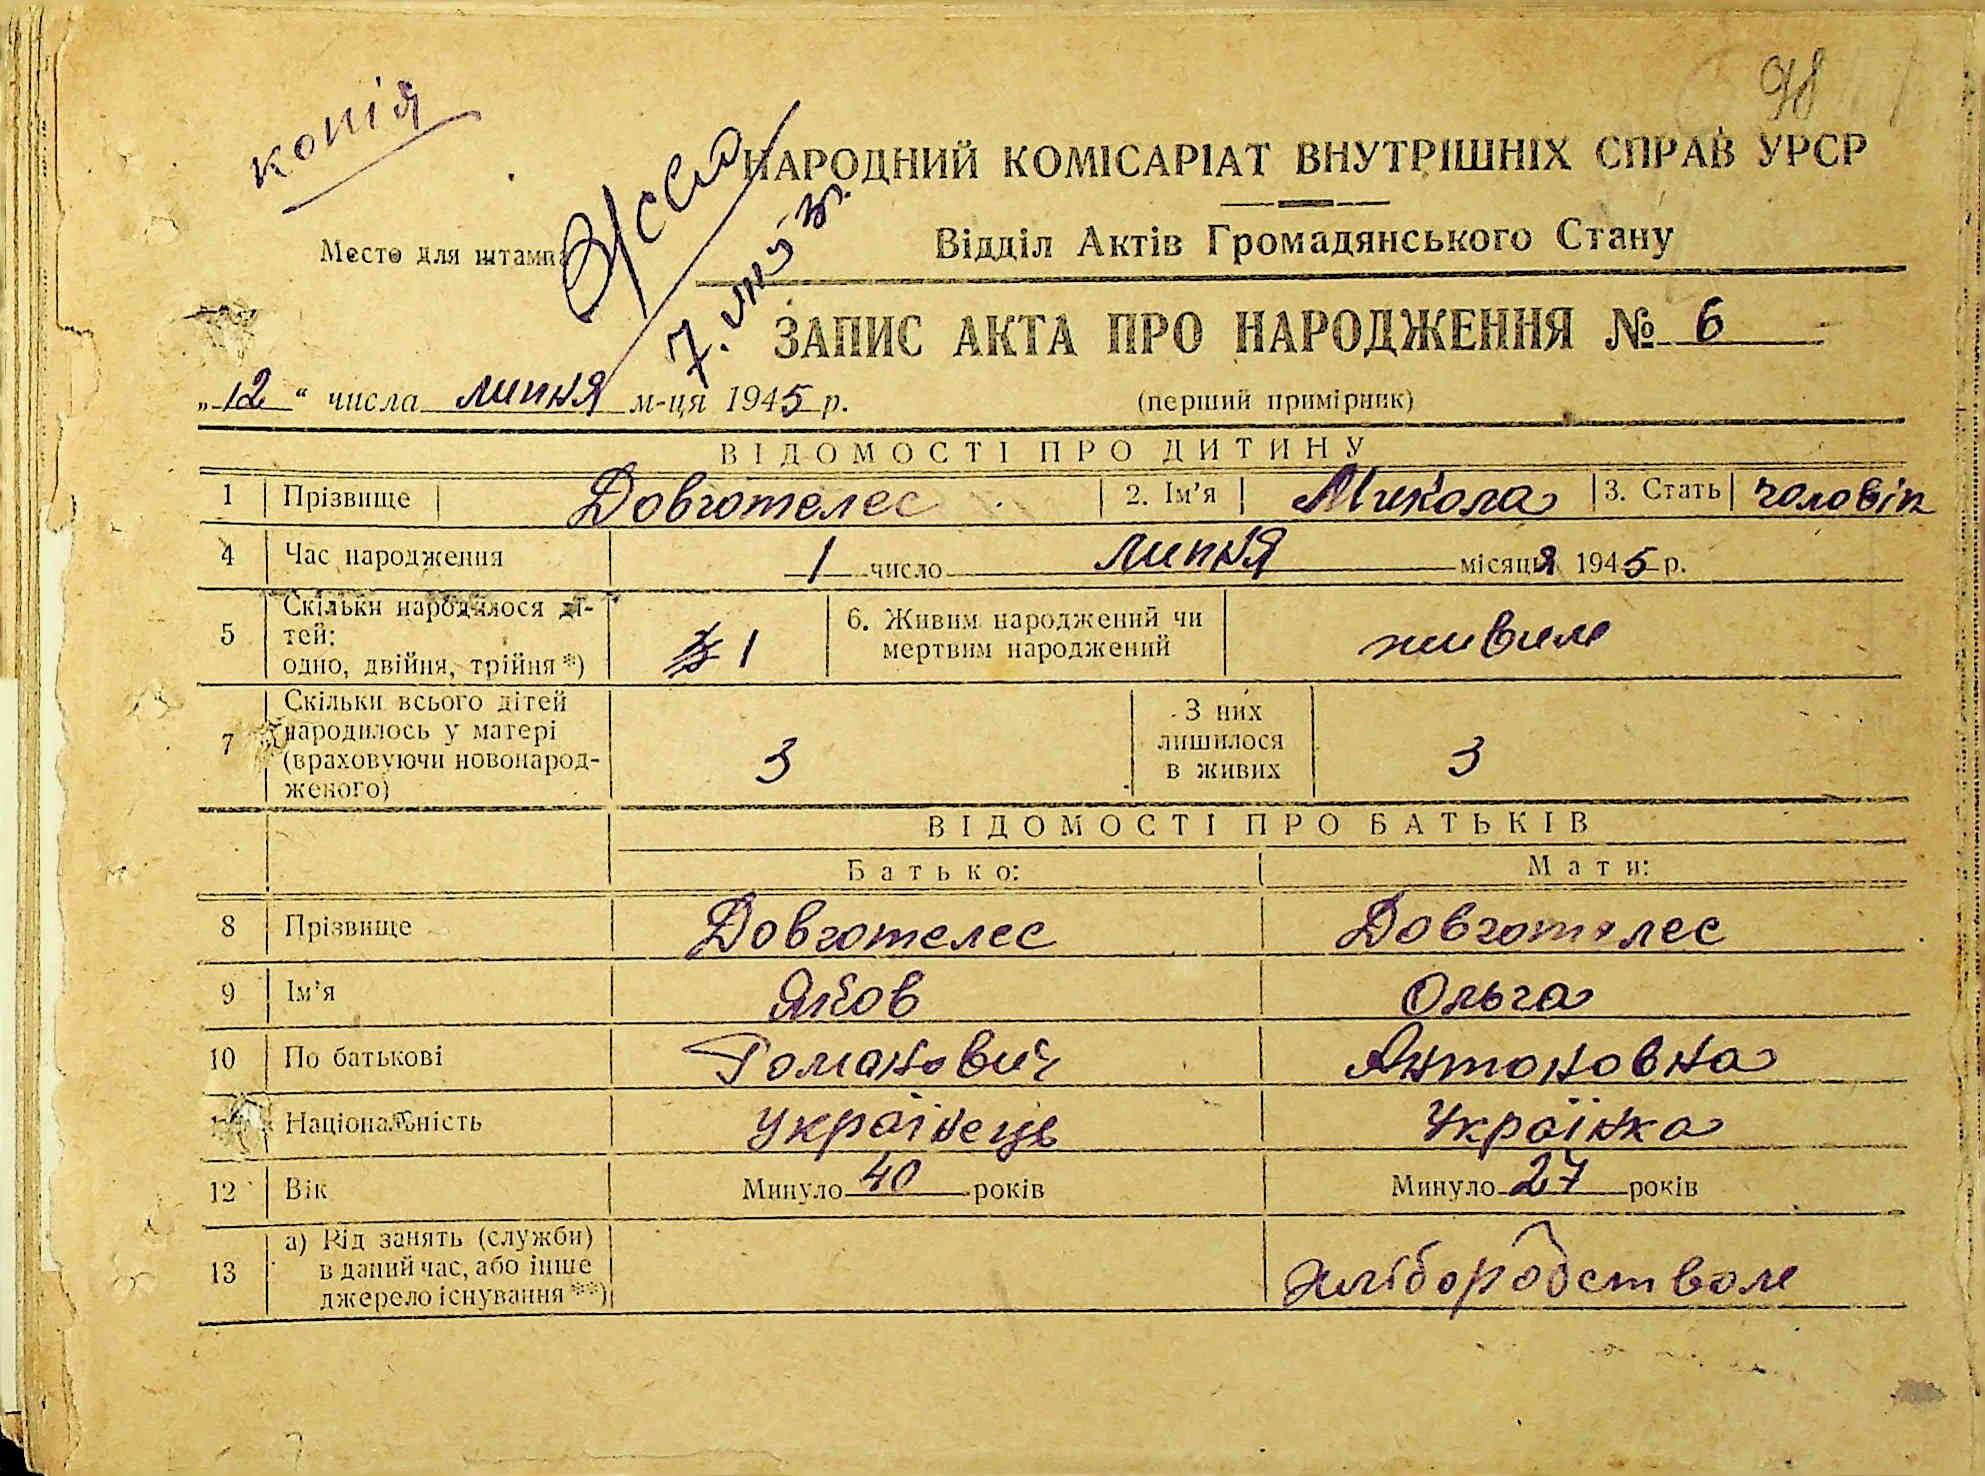 98
копія
НАРОДНИЙ КОМІСАРІАТ ВНУТРІШНІХ СПРАВ УРСР
Место для штампа
Відділ Актів Громадянського Стану
ЗАПИС АКТА ПРО НАРОДЖЕННЯ № 6
„12" числа липня м-ця 1945 р. (перший примірник)
ВІДОМОСТІ ПРО ДИТИНУ
1 Прізвище Довготелес 2. Ім'я Микола 3. Стать чоловік
4 Час народження 1 число липня місяця 1945 р.
5 Скільки народилося ді-
тей:
одно, двійня, трійня *) 1
6. Живим народжений чи
мертвим народжений живим
7 Скільки всього дітей
народилось у матері
(враховуючи новонарод-
женого) 3
З них
лишилося
в живих 3
ВІДОМОСТІ ПРО БАТЬКІВ
Батько: Мати:
8 Прізвище Довготелес Довготелес
9 Ім'я Яков Ольга
10 По батькові Романович Антоновна
Національність Українець Українка
12 Вік Минуло 40 років Минуло 27 років
13 а) Рід занять (служби)
в даний час, або інше
джерело існування **) хліборобством